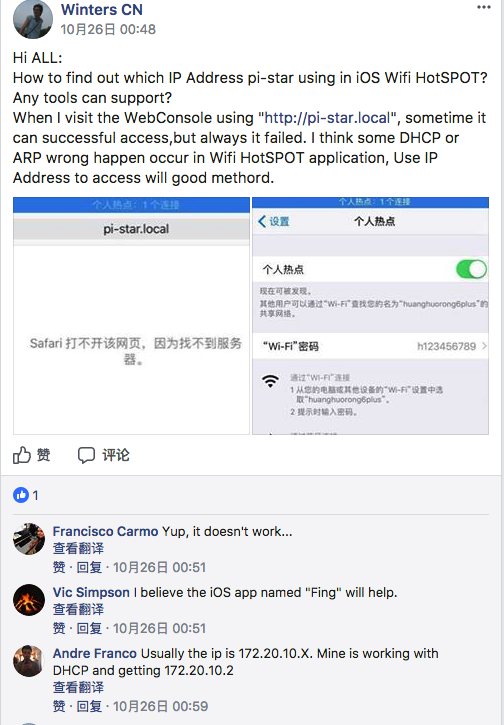 Winters CN
10月26日 00:48
Hi ALL:
How to find out which IP Address pi-star using in iOS Wifi HotSPOT?
Any tools can support?
When I visit the WebConsole using "http://pi-star.local", sometime it
can successful access,but always it failed. I think some DHCP or
ARP wrong happen occur in Wifi HotSPOT application, Use IP
Address to access will good methord.
个人热点：1 个连接
pi-star.local
Safari 打不开该网页，因为找不到服务
器。
个人热点：1 个连接
设置
个人热点
个人热点
现在可被发现。
其他用户可以通过“Wi-Fi”查找您的名为“huanghuorong6plus”的
共享网络。
“Wi-Fi”密码
h123456789
通过“Wi-Fi”连接
1 从您的电脑或其他设备的“Wi-Fi”设置中选
取“huanghuorong6plus”。
2 提示时输入密码。
赞
评论
1
Francisco Carmo Yup, it doesn't work...
查看翻译
赞 · 回复 · 10月26日 00:51
Vic Simpson I believe the iOS app named "Fing" will help.
查看翻译
赞 · 回复 · 10月26日 00:51
Andre Franco Usually the ip is 172.20.10.X. Mine is working with
DHCP and getting 172.20.10.2
查看翻译
赞 · 回复 · 10月26日 00:59